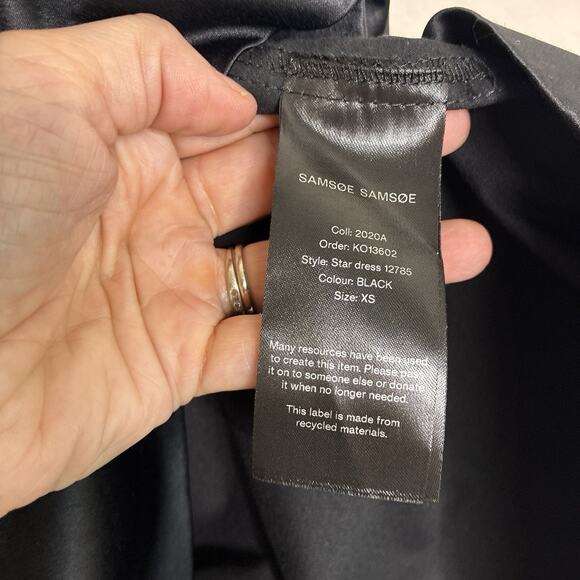 SAMSØE SAMSØE
Coll: 2020A
Order: KO13602
Style: Star dress 12785
Colour: BLACK
Size: XS
Many resources have been used
to create this item. Please pass
it on to someone else or donate
it when no longer needed.
This label is made from
recycled materials.